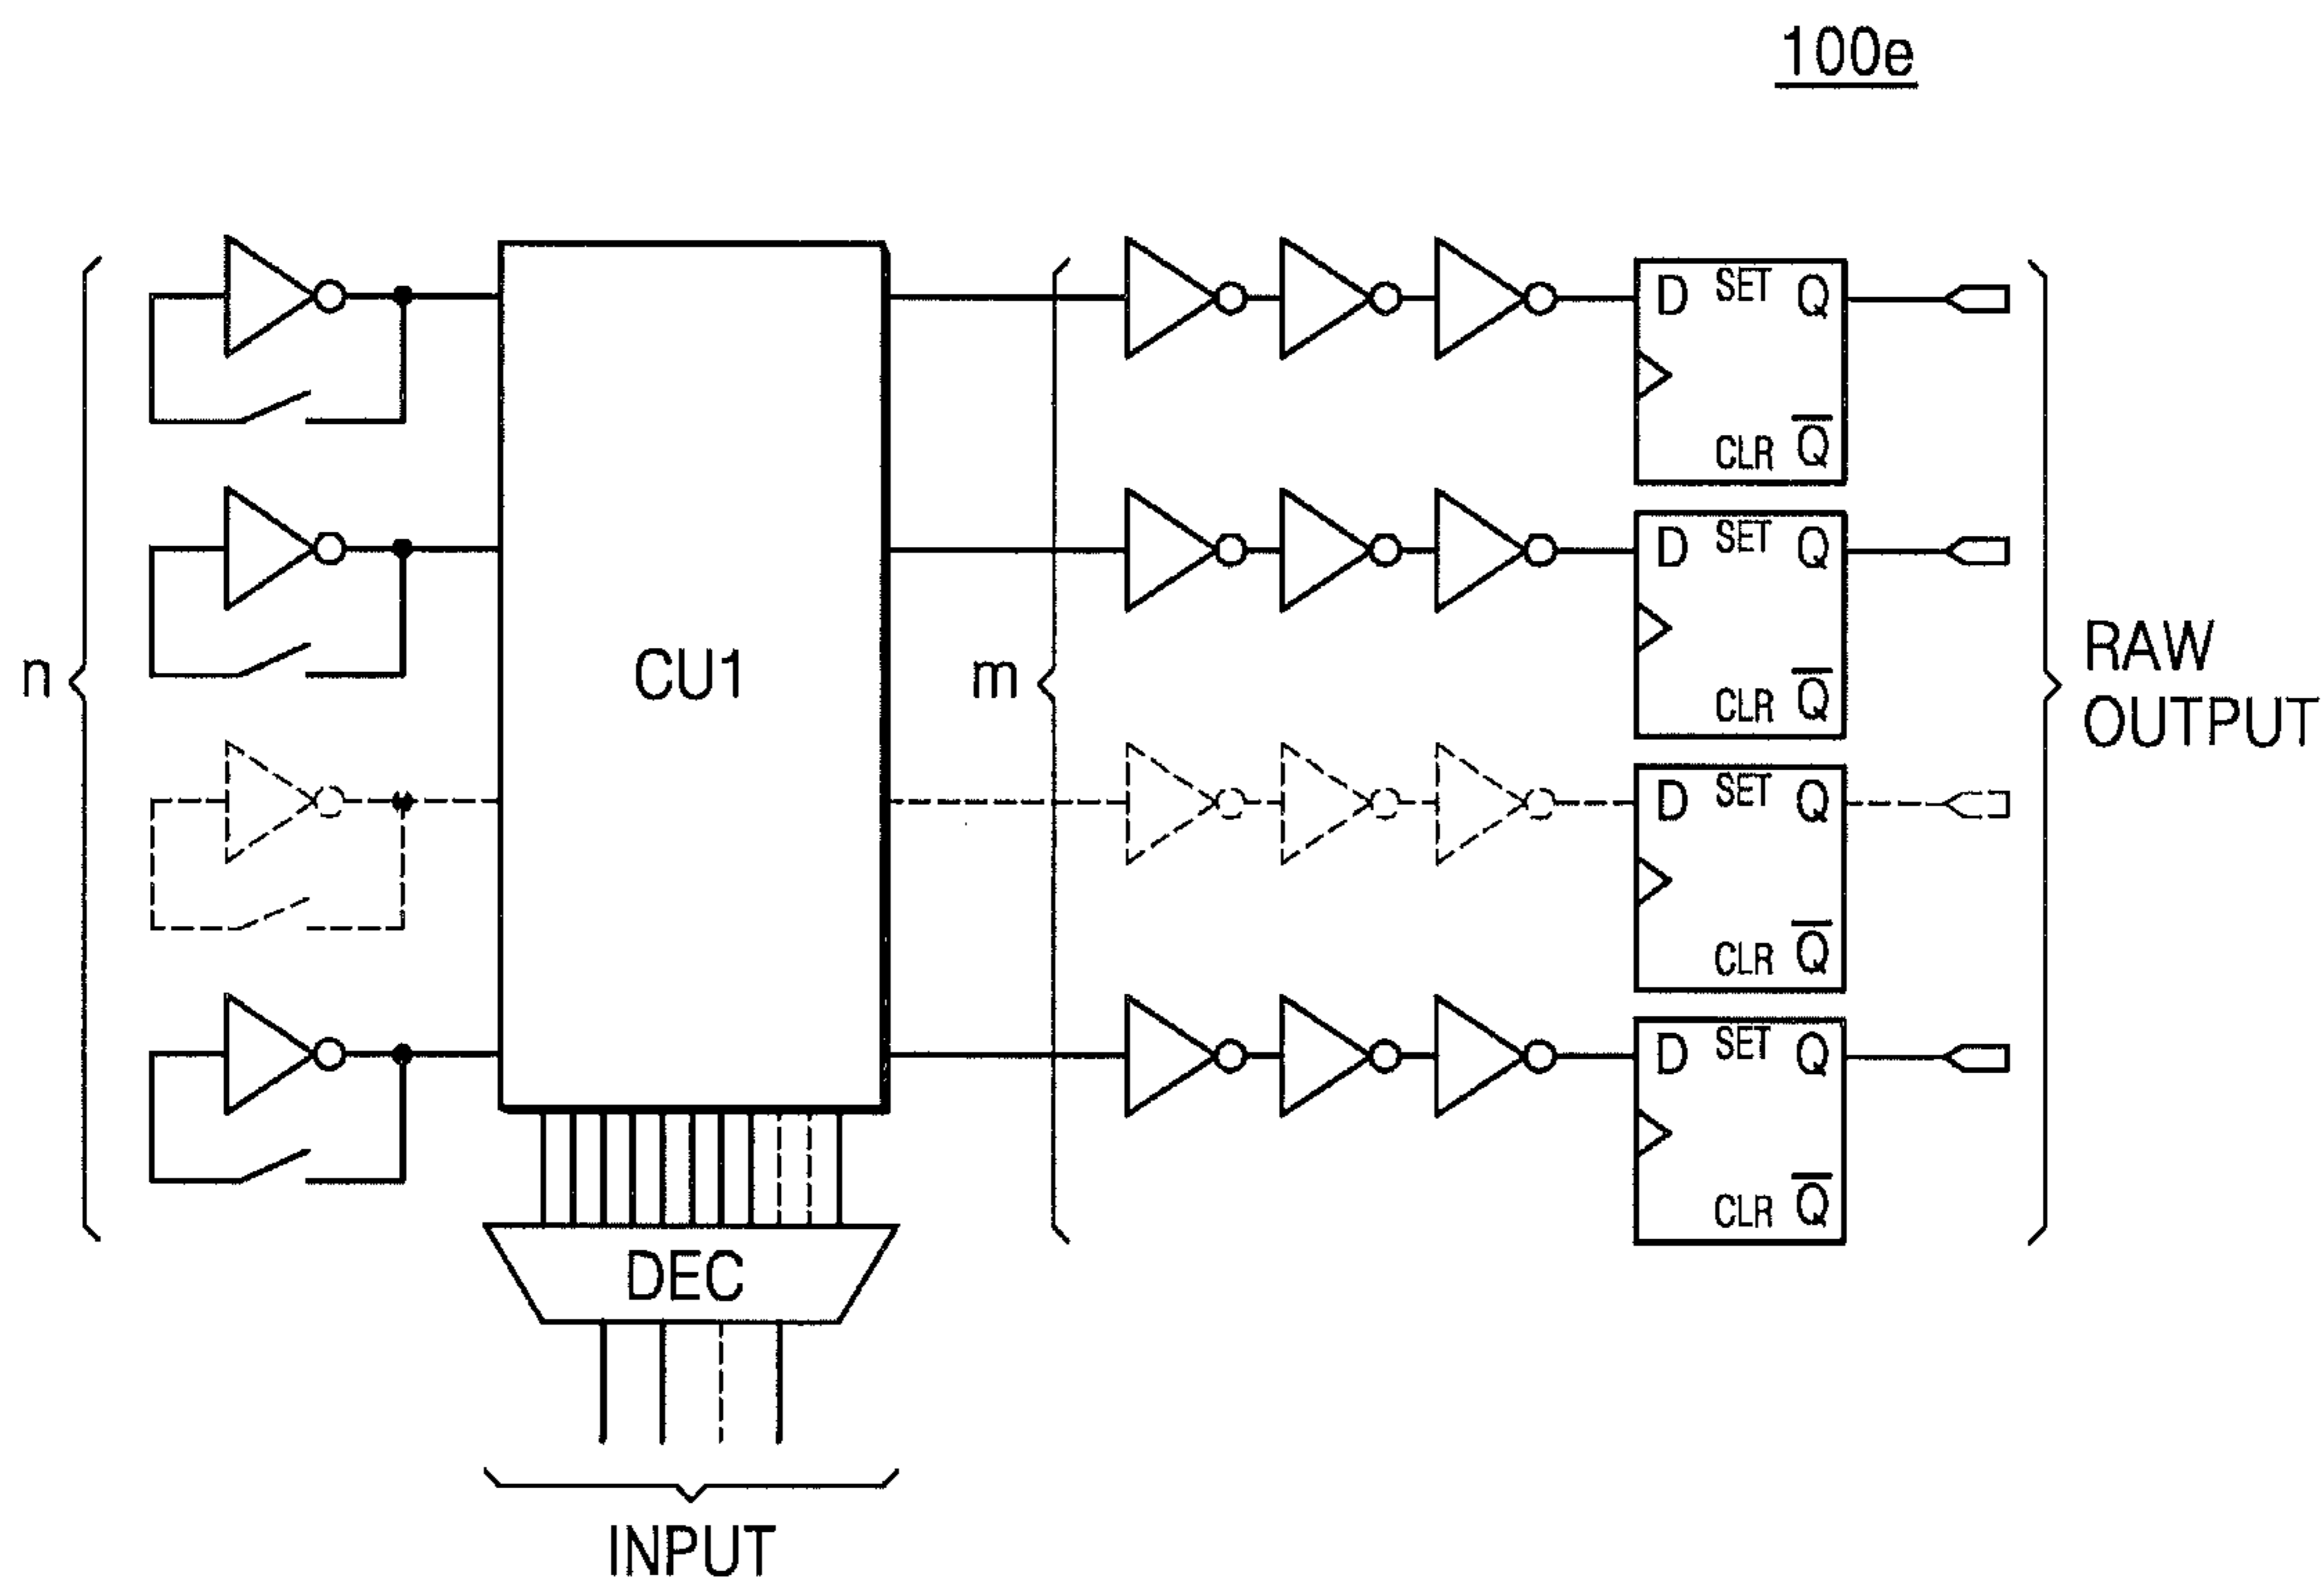 100e
n
CU1
m
D SET Q
CLR Q̅
D SET Q
CLR Q̅
D SET Q
CLR Q̅
D SET Q
CLR Q̅
RAW
OUTPUT
DEC
INPUT